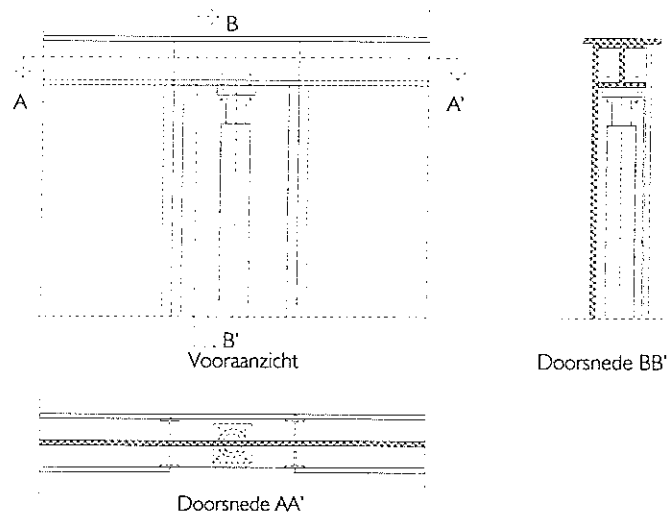 B
A
A'
B'
Vooraanzicht
Doorsnede BB'
Doorsnede AA'